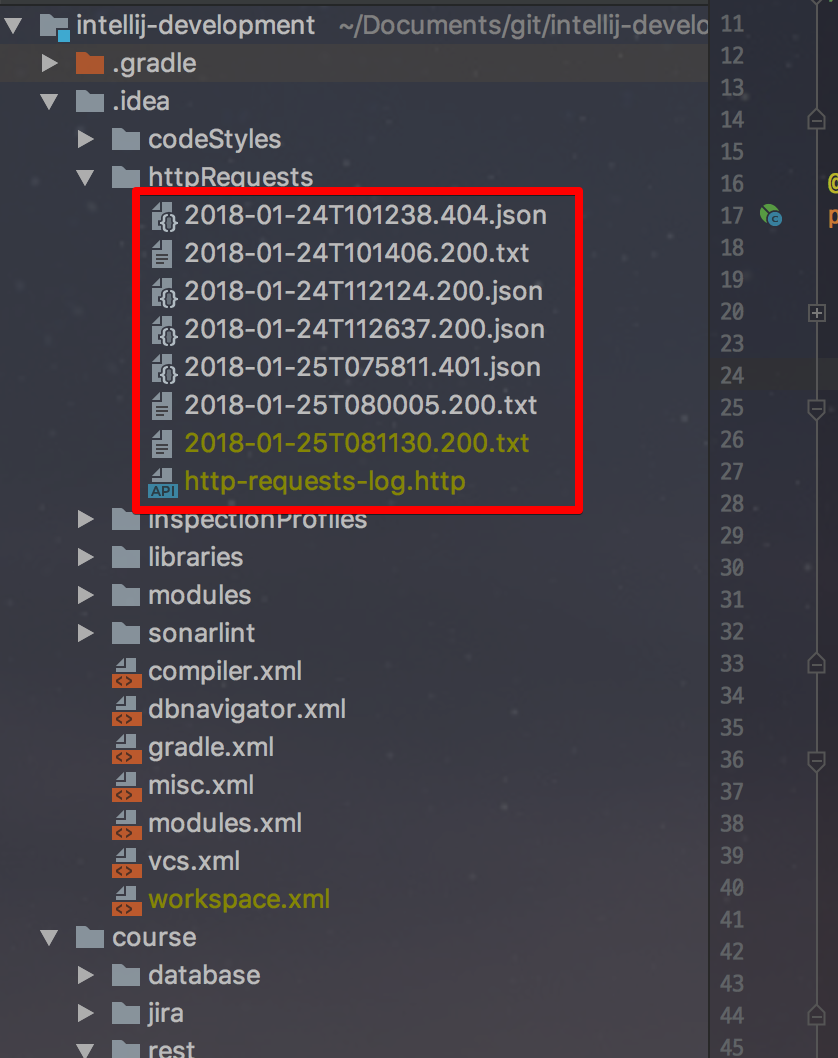 intellij-development ~/Documents/git/intellij-develo
.gradle
.idea
codeStyles
httpRequests
2018-01-24T101238.404.json
2018-01-24T101406.200.txt
2018-01-24T112124.200.json
2018-01-24T112637.200.json
2018-01-25T075811.401.json
2018-01-25T080005.200.txt
2018-01-25T081130.200.txt
API http-requests-log.http
inspectionProfiles
libraries
modules
sonarlint
compiler.xml
dbnavigator.xml
gradle.xml
misc.xml
modules.xml
vcs.xml
workspace.xml
course
database
jira
rest
11
12
13
14
15
16 @
17 p
18
19
20
23
24
25
26
27
28
29
30
31
32
33
34
35
36
37
38
39
40
41
42
43
44
45